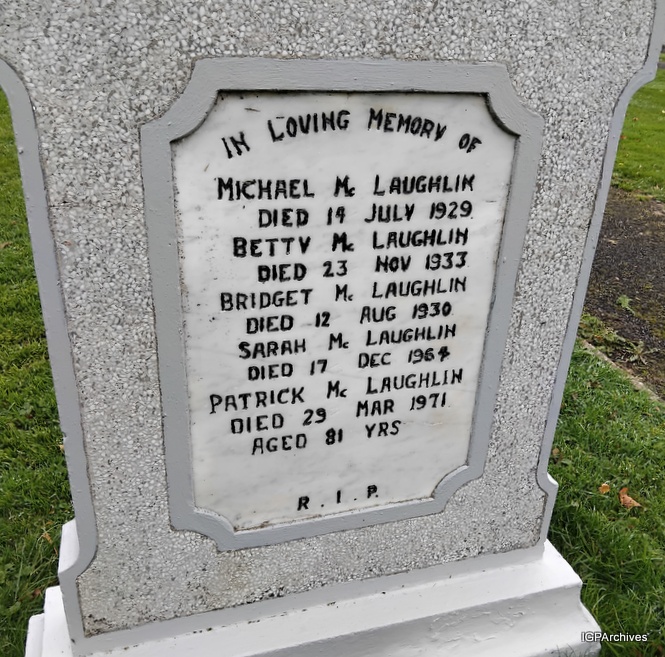 IN LOVING MEMORY OF
MICHAEL Mc LAUGHLIN
DIED 14 JULY 1929
BETTY Mc LAUGHLIN
DIED 23 NOV 1933
BRIDGET Mc LAUGHLIN
DIED 12 AUG 1930
SARAH Mc LAUGHLIN
DIED 17 DEC 1964
PATRICK Mc LAUGHLIN
DIED 29 MAR 1971
AGED 81 YRS
R . I . P.
IGPArchives